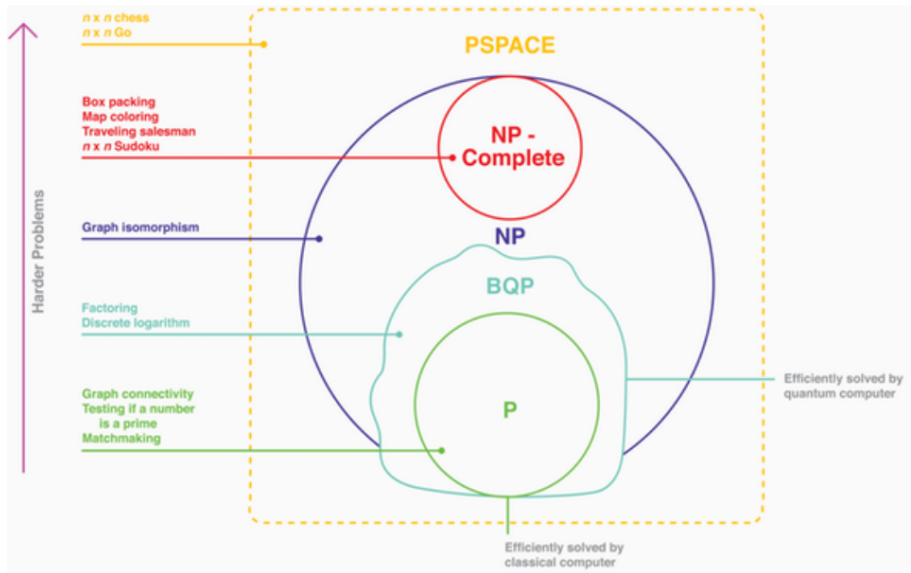 n x n chess
n x n Go
PSPACE
Box packing
Map coloring
Traveling salesman
n x n Sudoku
NP -
Complete
Graph isomorphism
NP
Harder Problems
BQP
Factoring
Discrete logarithm
Efficiently solved by
quantum computer
Graph connectivity
Testing if a number
is a prime
Matchmaking
P
Efficiently solved by
classical computer